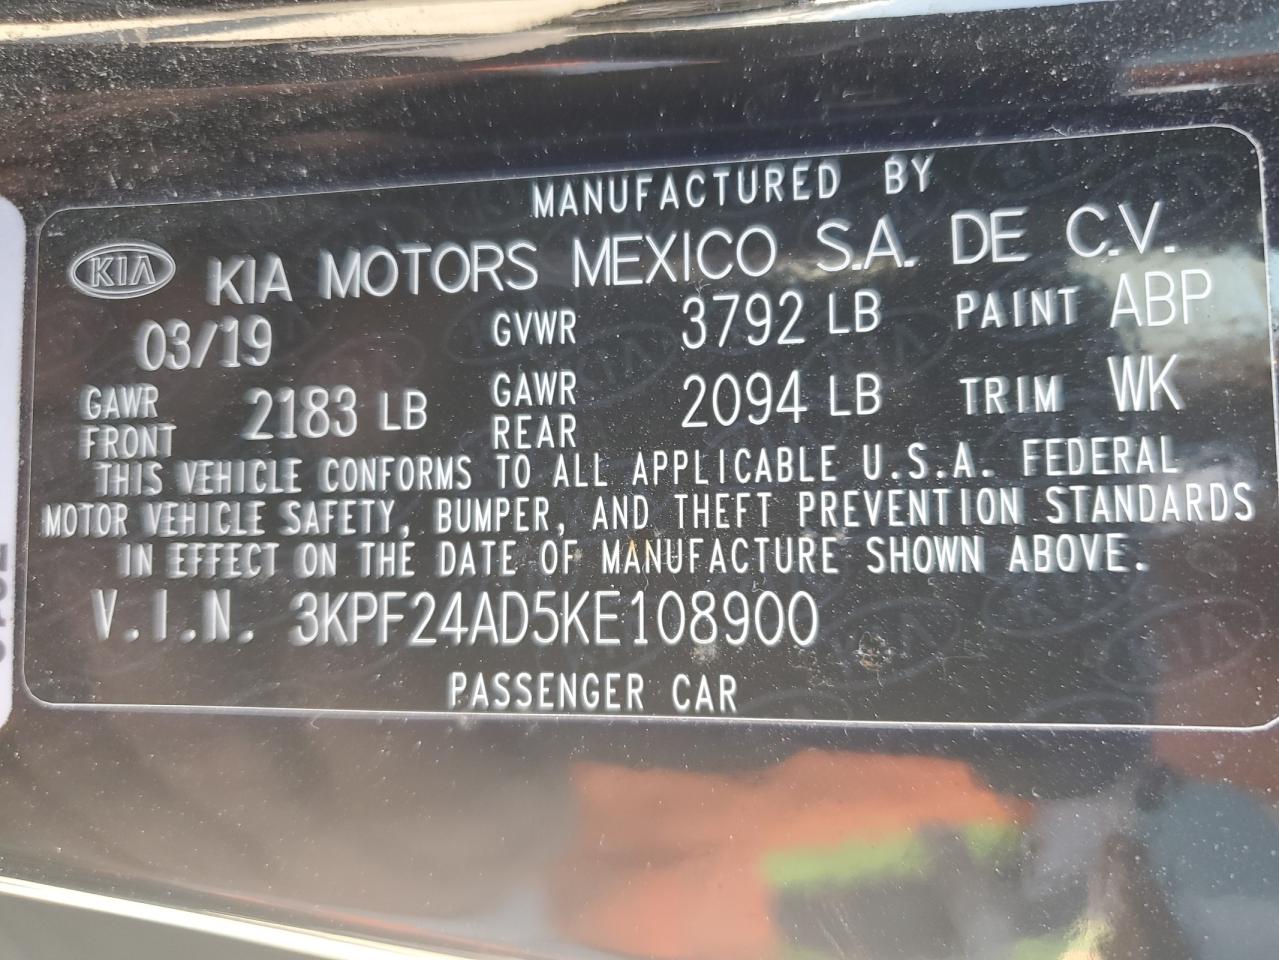 MANUFACTURED BY
KIA KIA MOTORS MEXICO S.A. DE C.V.
03/19 GVWR 3792 LB PAINT ABP
GAWR FRONT 2183 LB GAWR REAR 2094 LB TRIM WK
THIS VEHICLE CONFORMS TO ALL APPLICABLE U.S.A. FEDERAL
MOTOR VEHICLE SAFETY, BUMPER, AND THEFT PREVENTION STANDARDS
IN EFFECT ON THE DATE OF MANUFACTURE SHOWN ABOVE.
V.I.N. 3KPF24AD5KE108900
PASSENGER CAR